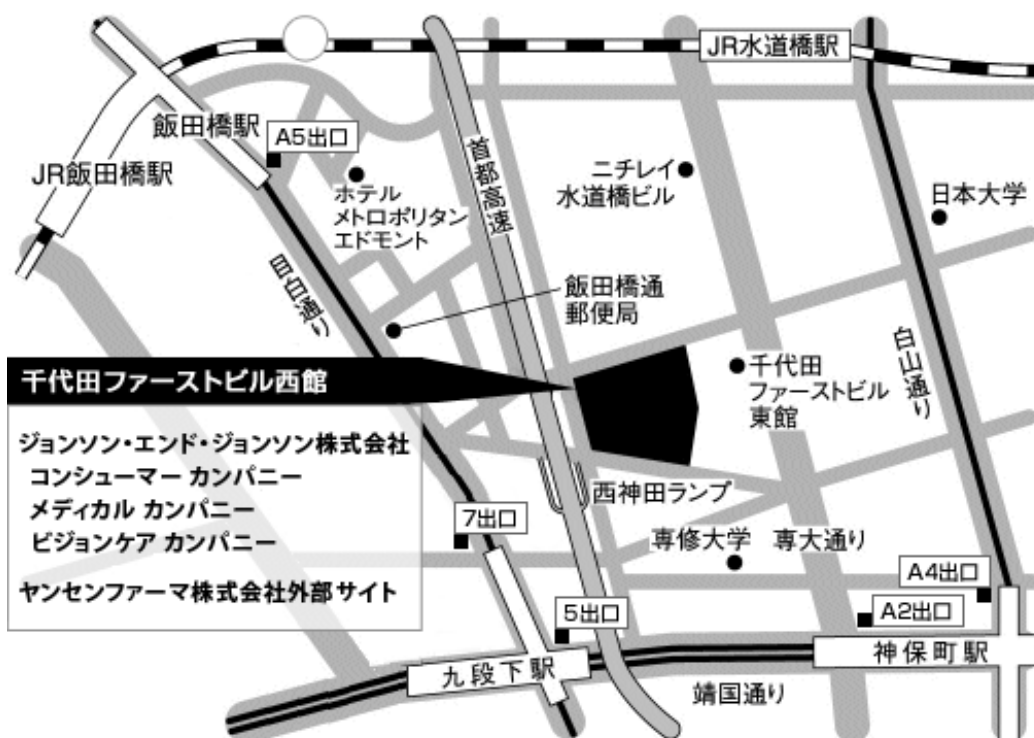 JR水道橋駅
飯田橋駅
A5出口
JR飯田橋駅
首都高速
ニチレイ
水道橋ビル
ホテル
メトロポリタン
エドモント
日本大学
目白通り
飯田橋通
郵便局
白山通り
千代田ファーストビル西館
千代田
ファーストビル
東館
ジョンソン・エンド・ジョンソン株式会社
コンシューマー カンパニー
メディカル カンパニー
ビジョンケア カンパニー
ヤンセンファーマ株式会社外部サイト
西神田ランプ
7出口
専修大学
専大通り
A4出口
A2出口
5出口
九段下駅
神保町駅
靖国通り